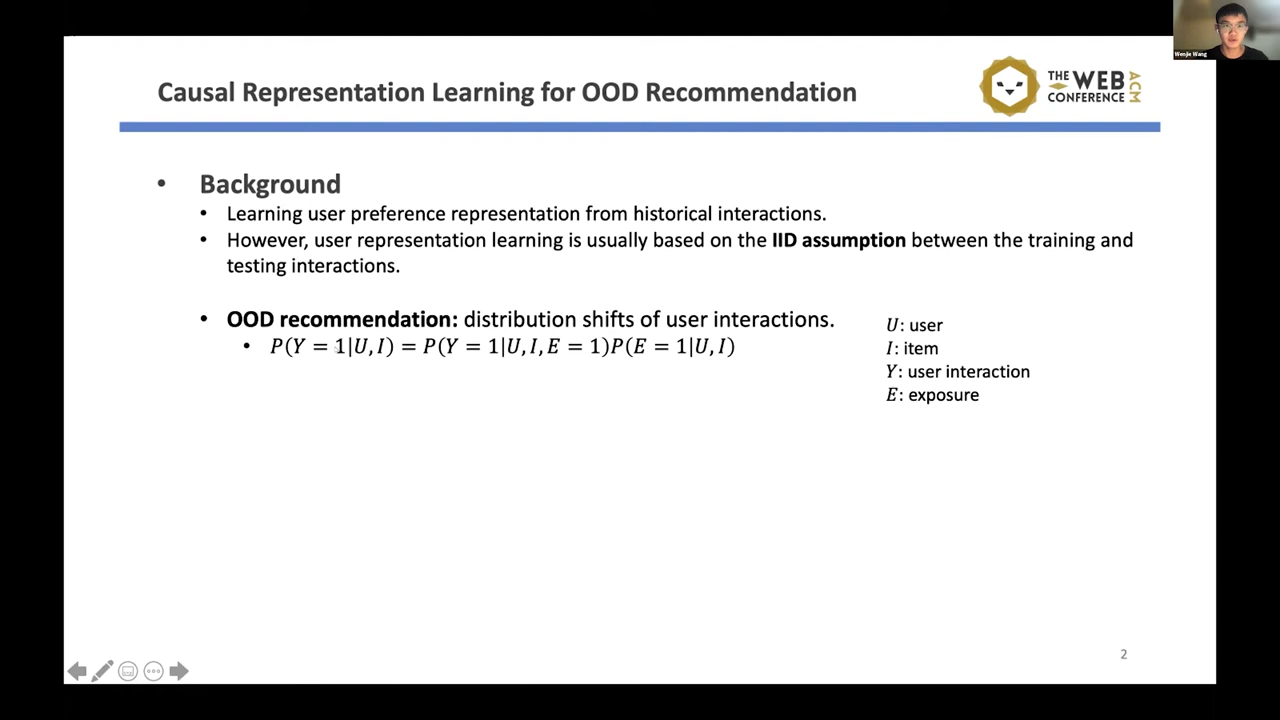 Wenjie Wang
Causal Representation Learning for OOD Recommendation
THE WEB CONFERENCE ACM
• Background
• Learning user preference representation from historical interactions.
• However, user representation learning is usually based on the IID assumption between the training and
testing interactions.
• OOD recommendation: distribution shifts of user interactions.
• P(Y = 1|U, I) = P(Y = 1|U, I, E = 1)P(E = 1|U, I)
U: user
I: item
Y: user interaction
E: exposure
2